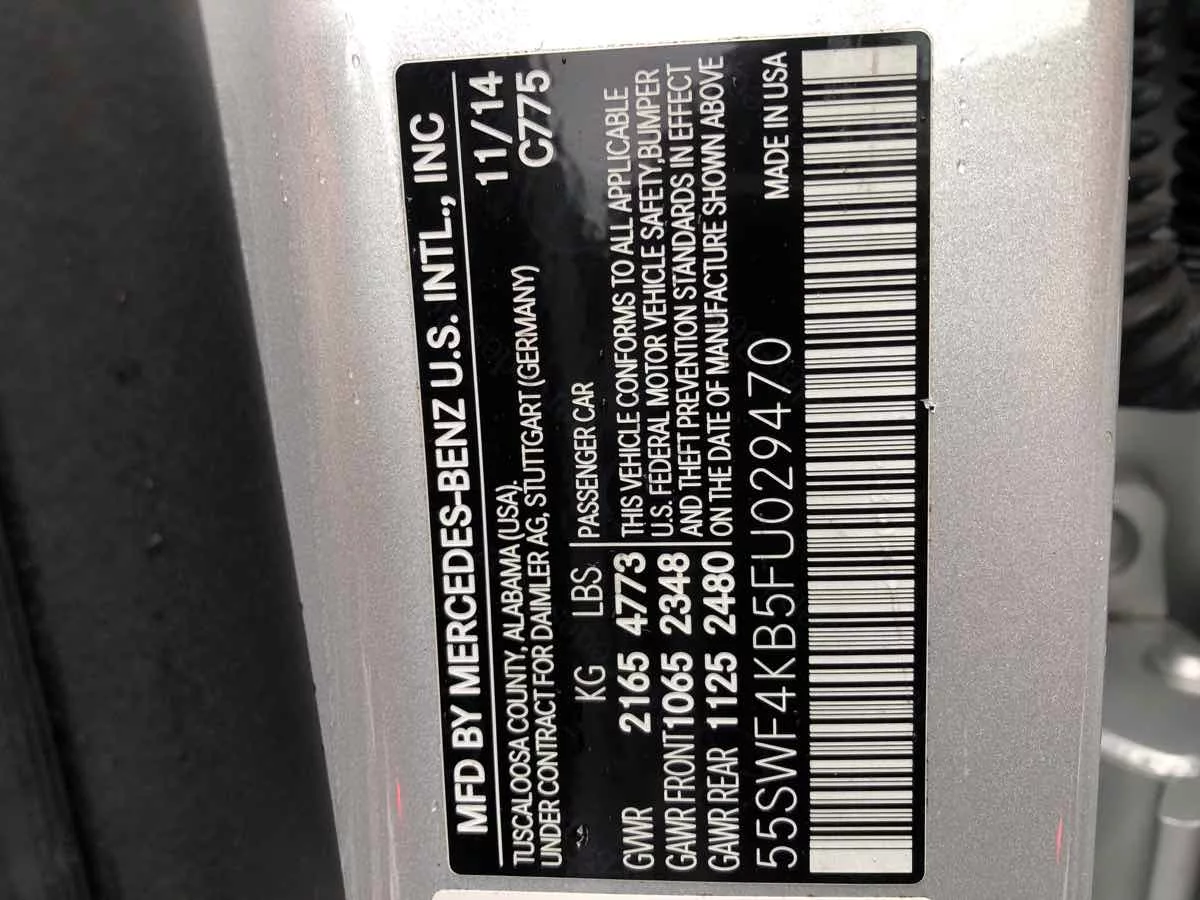 MFD BY MERCEDES-BENZ U.S. INTL., INC
TUSCALOOSA COUNTY, ALABAMA (USA). 11/14
UNDER CONTRACT FOR DAIMLER AG, STUTTGART (GERMANY) C775
KG LBS PASSENGER CAR
GWR 2165 4773 THIS VEHICLE CONFORMS TO ALL APPLICABLE
U.S. FEDERAL MOTOR VEHICLE SAFETY,BUMPER
GAWR FRONT 1065 2348 AND THEFT PREVENTION STANDARDS IN EFFECT
GAWR REAR 1125 2480 ON THE DATE OF MANUFACTURE SHOWN ABOVE
55SWF4KB5FU029470 MADE IN USA